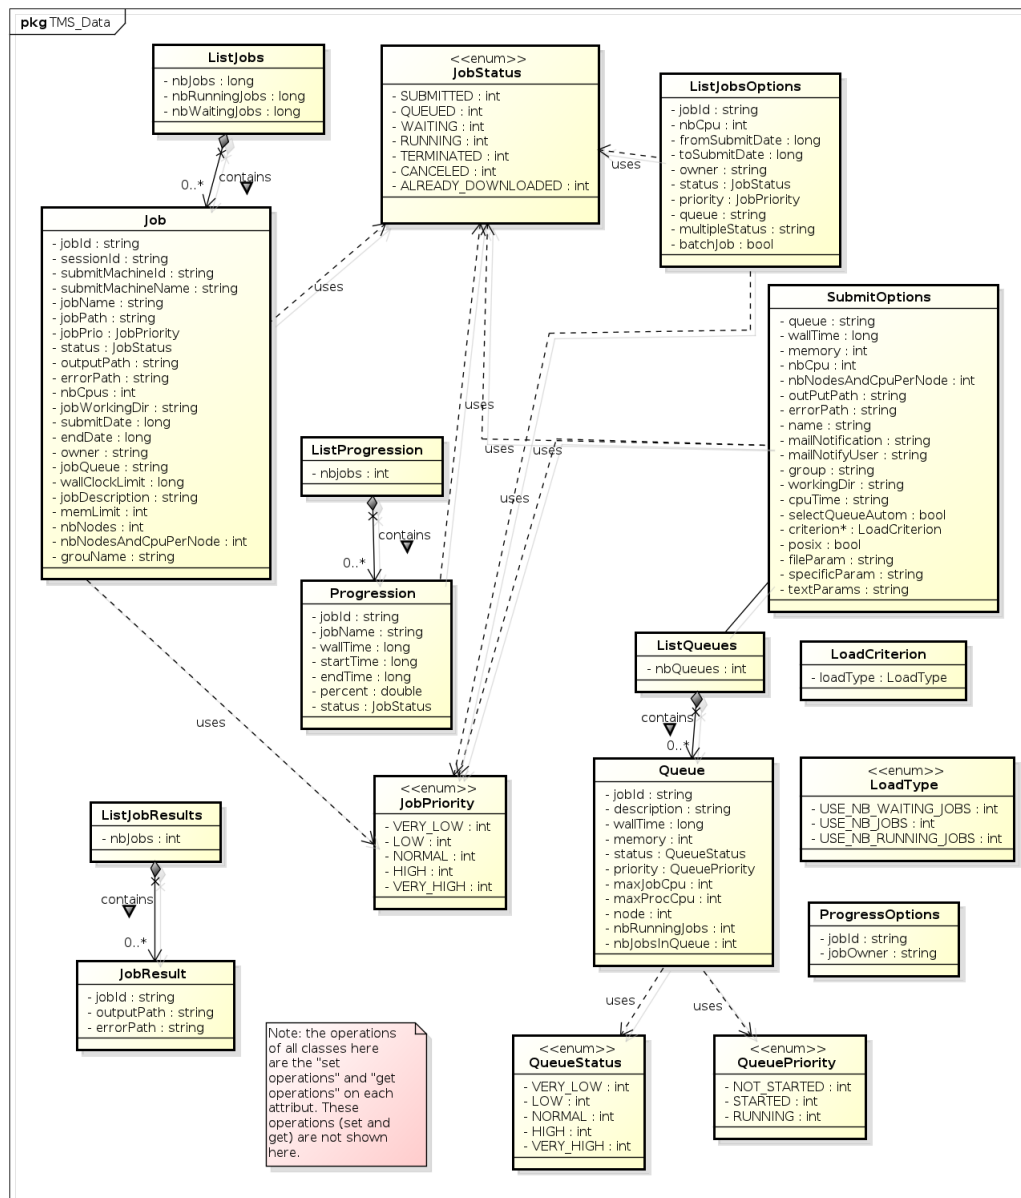 pkg TMS_Data
ListJobs
- nbJobs : long
- nbRunningJobs : long
- nbWaitingJobs : long
0..*
contains
<<enum>>
JobStatus
- SUBMITTED : int
- QUEUED : int
- WAITING : int
- RUNNING : int
- TERMINATED : int
- CANCELED : int
- ALREADY_DOWNLOADED : int
uses
ListJobsOptions
- jobId : string
- nbCpu : int
- fromSubmitDate : long
- toSubmitDate : long
- owner : string
- status : JobStatus
- priority : JobPriority
- queue : string
- multipleStatus : string
- batchJob : bool
Job
- jobId : string
- sessionId : string
- submitMachineId : string
- submitMachineName : string
- jobName : string
- jobPath : string
- jobPrio : JobPriority
- status : JobStatus
- outputPath : string
- errorPath : string
- nbCpus : int
- jobWorkingDir : string
- submitDate : long
- endDate : long
- owner : string
- jobQueue : string
- wallClockLimit : long
- jobDescription : string
- memLimit : int
- nbNodes : int
- nbNodesAndCpuPerNode : int
- grouName : string
uses
SubmitOptions
- queue : string
- wallTime : long
- memory : int
- nbCpu : int
- nbNodesAndCpuPerNode : int
- outPutPath : string
- errorPath : string
- name : string
- mailNotification : string
- mailNotifyUser : string
- group : string
- workingDir : string
- cpuTime : string
- selectQueueAutom : bool
- criterion* : LoadCriterion
- posix : bool
- fileParam : string
- specificParam : string
- textParams : string
uses
uses
uses
uses
ListProgression
- nbjobs : int
contains
0..*
Progression
- jobId : string
- jobName : string
- wallTime : long
- startTime : long
- endTime : long
- percent : double
- status : JobStatus
ListQueues
- nbQueues : int
contains
0..*
LoadCriterion
- loadType : LoadType
uses
<<enum>>
JobPriority
- VERY_LOW : int
- LOW : int
- NORMAL : int
- HIGH : int
- VERY_HIGH : int
Queue
- jobId : string
- description : string
- wallTime : long
- memory : int
- status : QueueStatus
- priority : QueuePriority
- maxJobCpu : int
- maxProcCpu : int
- node : int
- nbRunningJobs : int
- nbJobsInQueue : int
<<enum>>
LoadType
- USE_NB_WAITING_JOBS : int
- USE_NB_JOBS : int
- USE_NB_RUNNING_JOBS : int
ListJobResults
- nbJobs : int
contains
0..*
ProgressOptions
- jobId : string
- jobOwner : string
JobResult
- jobId : string
- outputPath : string
- errorPath : string
uses
uses
Note: the operations
of all classes here
are the "set
operations" and "get
operations" on each
attribut. These
operations (set and
get) are not shown
here.
<<enum>>
QueueStatus
- VERY_LOW : int
- LOW : int
- NORMAL : int
- HIGH : int
- VERY_HIGH : int
<<enum>>
QueuePriority
- NOT_STARTED : int
- STARTED : int
- RUNNING : int